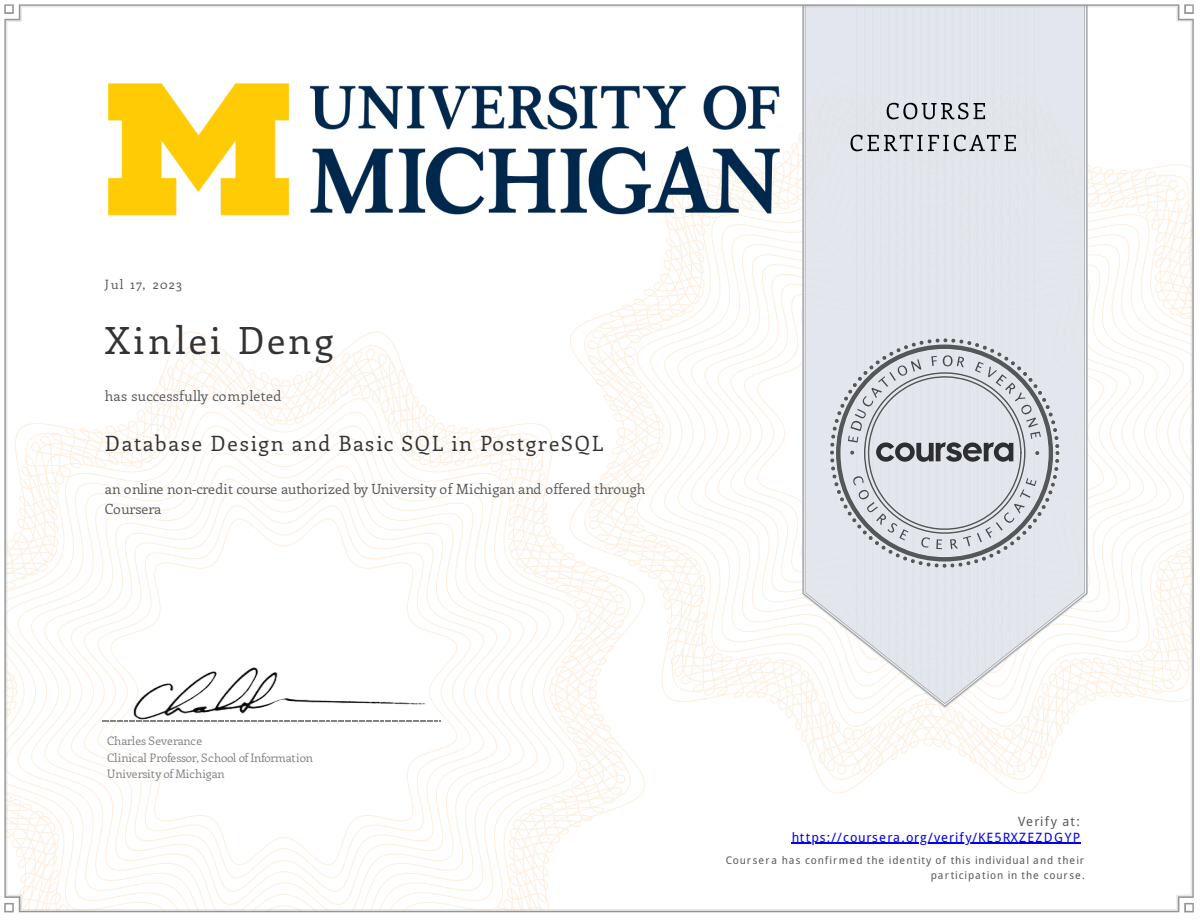 UNIVERSITY OF
MICHIGAN
COURSE
CERTIFICATE
Jul 17, 2023
Xinlei Deng
has successfully completed
Database Design and Basic SQL in PostgreSQL
an online non-credit course authorized by University of Michigan and offered through
Coursera
EDUCATION FOR EVERYONE
coursera
COURSE CERTIFICATE
Charles Severance
Clinical Professor, School of Information
University of Michigan
Verify at:
https://coursera.org/verify/KE5RXZEZDGYP
Coursera has confirmed the identity of this individual and their
participation in the course.